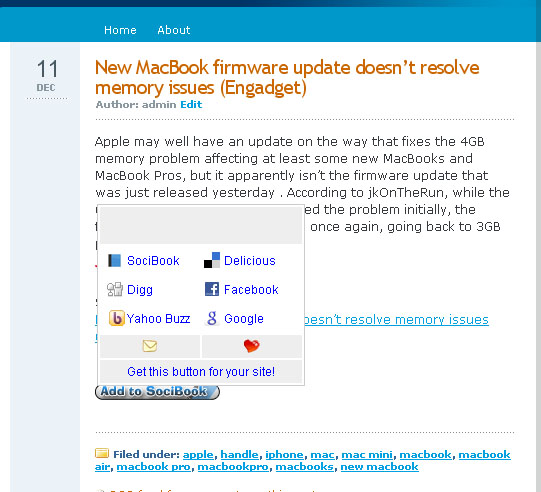 Home About
11
DEC
New MacBook firmware update doesn't resolve
memory issues (Engadget)
Author: admin Edit
Apple may well have an update on the way that fixes the 4GB
memory problem affecting at least some new MacBooks and
MacBook Pros, but it apparently isn't the firmware update that
was just released yesterday . According to jkOnTheRun, while the
ed the problem initially, the
once again, going back to 3GB
SociBook Delicious
Digg Facebook
Yahoo Buzz Google
esn't resolve memory issues
Get this button for your site!
Add to SociBook
Filed under: apple, handle, iphone, mac, mac mini, macbook, macbook
air, macbook pro, macbookpro, macbooks, new macbook